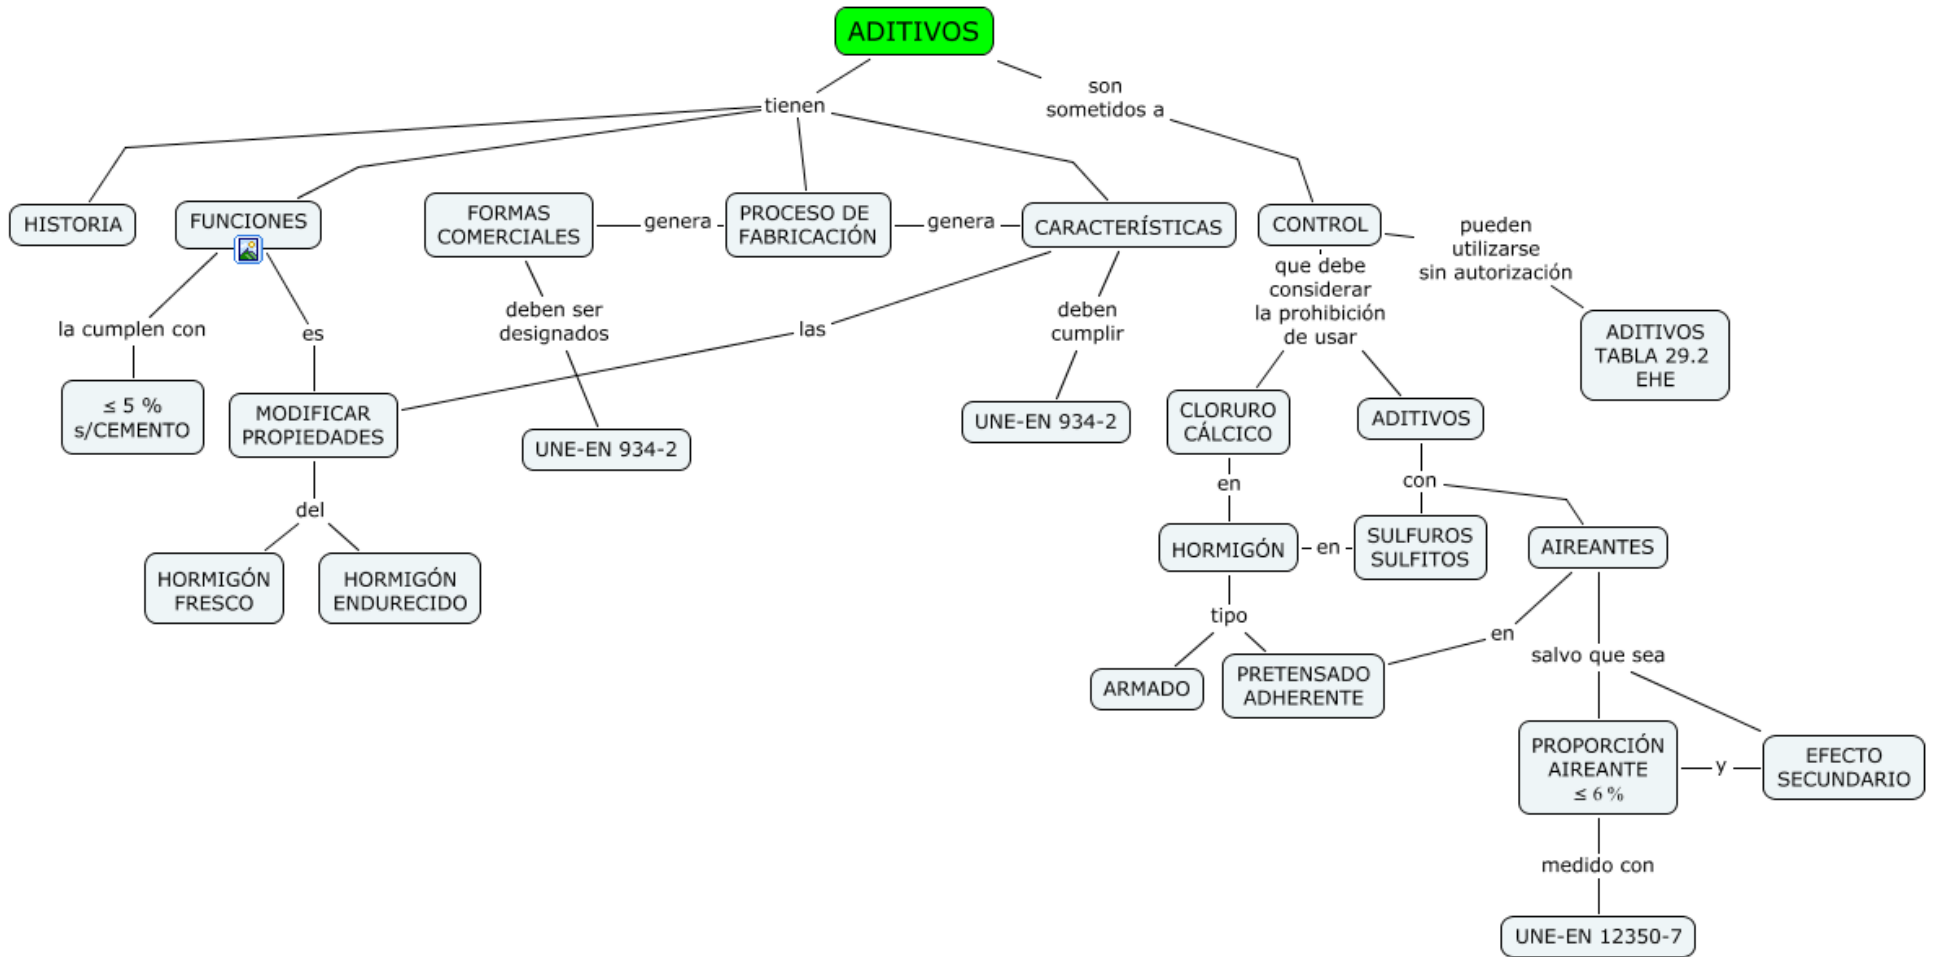 ADITIVOS
tienen
son
sometidos a
HISTORIA
FUNCIONES
FORMAS
COMERCIALES
genera
PROCESO DE
FABRICACIÓN
genera
CARACTERÍSTICAS
CONTROL
pueden
utilizarse
sin autorización
la cumplen con
es
deben ser
designados
las
deben
cumplir
que debe
considerar
la prohibición
de usar
ADITIVOS
TABLA 29.2
EHE
≤ 5 %
s/CEMENTO
MODIFICAR
PROPIEDADES
UNE-EN 934-2
UNE-EN 934-2
CLORURO
CÁLCICO
ADITIVOS
del
en
con
HORMIGÓN
FRESCO
HORMIGÓN
ENDURECIDO
HORMIGÓN
en
SULFUROS
SULFITOS
AIREANTES
tipo
en
salvo que sea
ARMADO
PRETENSADO
ADHERENTE
PROPORCIÓN
AIREANTE
≤ 6 %
y
EFECTO
SECUNDARIO
medido con
UNE-EN 12350-7